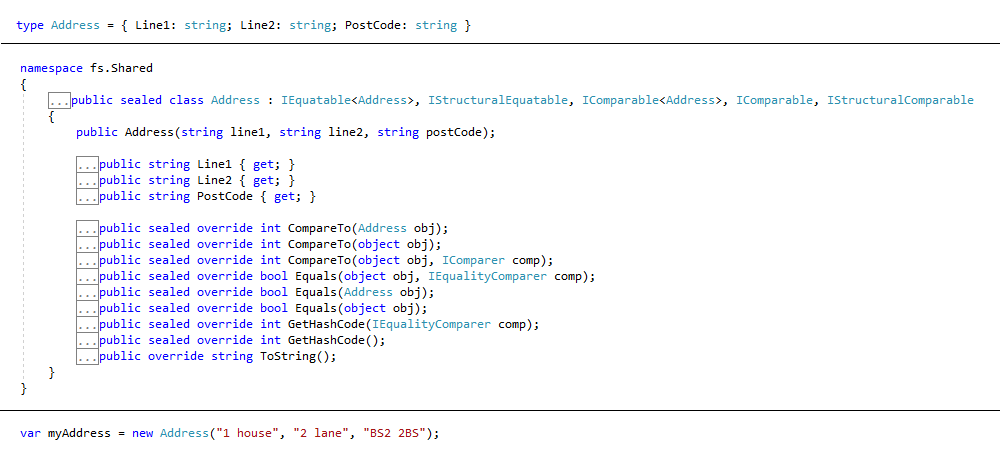 type Address = { Line1: string; Line2: string; PostCode: string }
namespace fs.Shared
{
...public sealed class Address : IEquatable<Address>, IStructuralEquatable, IComparable<Address>, IComparable, IStructuralComparable
{
public Address(string line1, string line2, string postCode);
...public string Line1 { get; }
...public string Line2 { get; }
...public string PostCode { get; }
...public sealed override int CompareTo(Address obj);
...public sealed override int CompareTo(object obj);
...public sealed override int CompareTo(object obj, IComparer comp);
...public sealed override bool Equals(object obj, IEqualityComparer comp);
...public sealed override bool Equals(Address obj);
...public sealed override bool Equals(object obj);
...public sealed override int GetHashCode(IEqualityComparer comp);
...public sealed override int GetHashCode();
...public override string ToString();
}
}
var myAddress = new Address("1 house", "2 lane", "BS2 2BS");